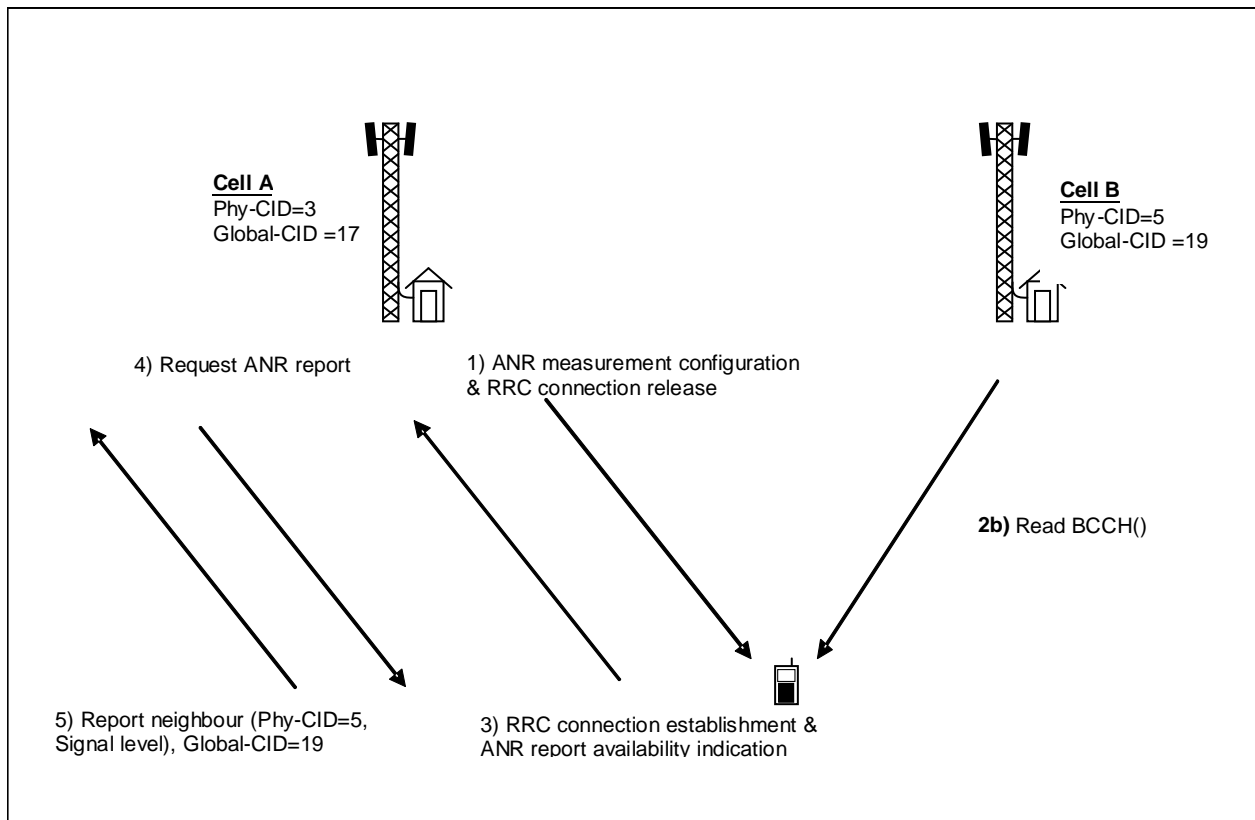 Cell A
Phy-CID=3
Global-CID =17
Cell B
Phy-CID=5
Global-CID =19
4) Request ANR report
1) ANR measurement configuration
& RRC connection release
2b) Read BCCH()
5) Report neighbour (Phy-CID=5,
Signal level), Global-CID=19
3) RRC connection establishment &
ANR report availability indication